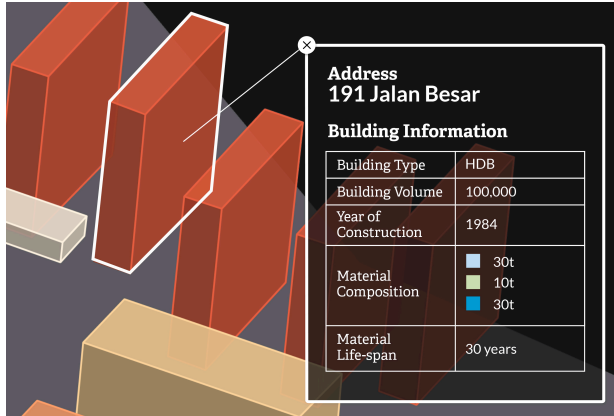 Address
191 Jalan Besar
Building Information
Building Type HDB
Building Volume 100,000
Year of
Construction 1984
Material
Composition
30t
10t
30t
Material
Life-span 30 years